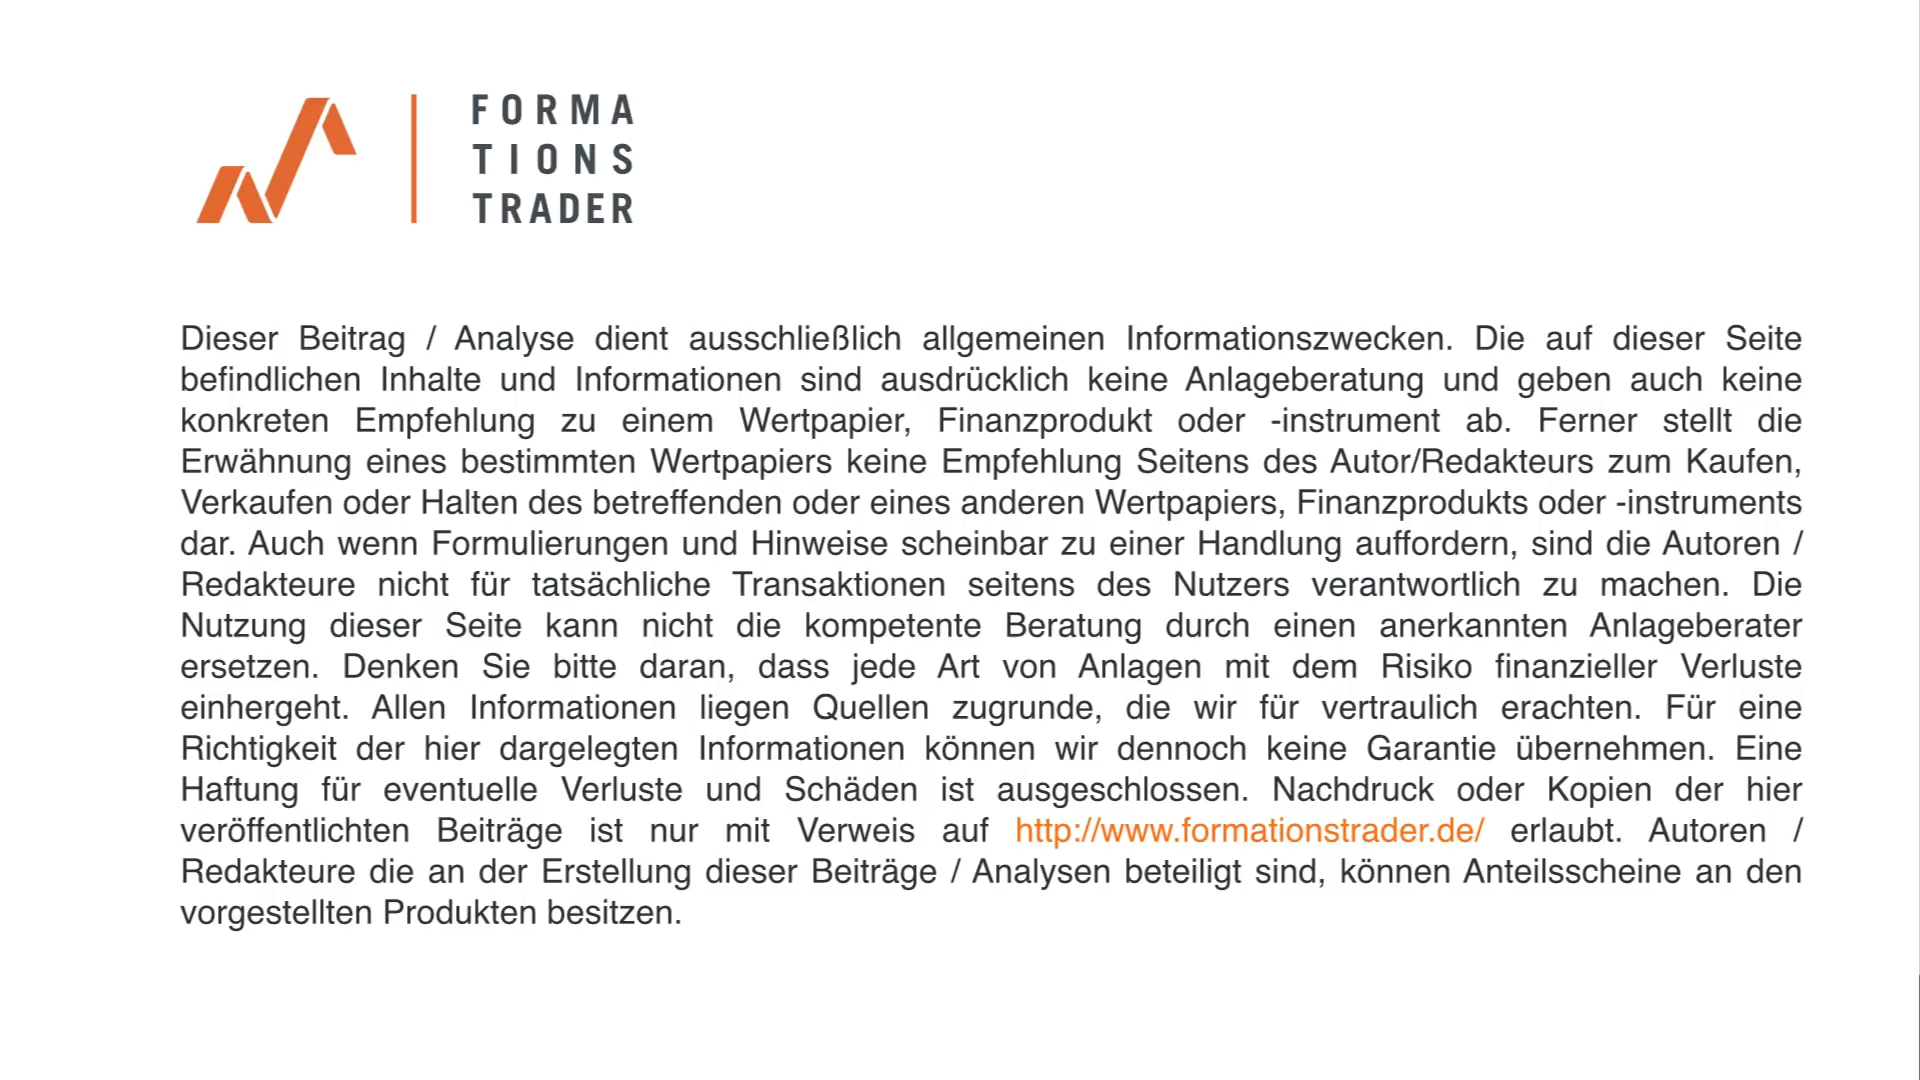 FORMA
TIONS
TRADER
Dieser Beitrag / Analyse dient ausschließlich allgemeinen Informationszwecken. Die auf dieser Seite
befindlichen Inhalte und Informationen sind ausdrücklich keine Anlageberatung und geben auch keine
konkreten Empfehlung zu einem Wertpapier, Finanzprodukt oder -instrument ab. Ferner stellt die
Erwähnung eines bestimmten Wertpapiers keine Empfehlung Seitens des Autor/Redakteurs zum Kaufen,
Verkaufen oder Halten des betreffenden oder eines anderen Wertpapiers, Finanzprodukts oder -instruments
dar. Auch wenn Formulierungen und Hinweise scheinbar zu einer Handlung auffordern, sind die Autoren /
Redakteure nicht für tatsächliche Transaktionen seitens des Nutzers verantwortlich zu machen. Die
Nutzung dieser Seite kann nicht die kompetente Beratung durch einen anerkannten Anlageberater
ersetzen. Denken Sie bitte daran, dass jede Art von Anlagen mit dem Risiko finanzieller Verluste
einhergeht. Allen Informationen liegen Quellen zugrunde, die wir für vertraulich erachten. Für eine
Richtigkeit der hier dargelegten Informationen können wir dennoch keine Garantie übernehmen. Eine
Haftung für eventuelle Verluste und Schäden ist ausgeschlossen. Nachdruck oder Kopien der hier
veröffentlichten Beiträge ist nur mit Verweis auf http://www.formationstrader.de/ erlaubt. Autoren /
Redakteure die an der Erstellung dieser Beiträge / Analysen beteiligt sind, können Anteilsscheine an den
vorgestellten Produkten besitzen.